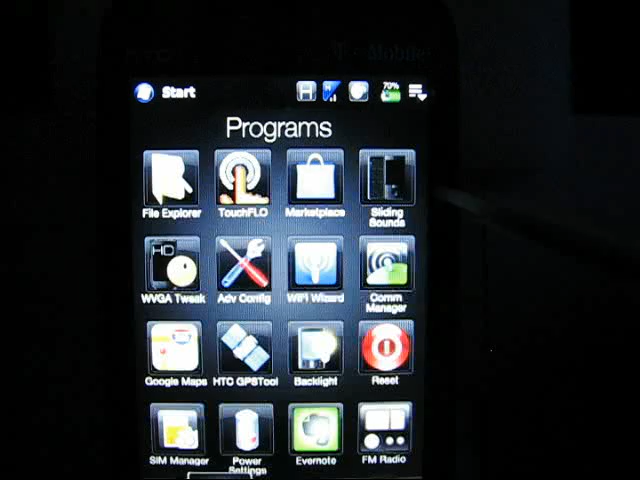 T-Mobile
Start
H
70%
Programs
File Explorer
TouchFLO
Marketplace
Sliding
Sounds
HD
WVGA Tweak
Adv Config
WiFi Wizard
Comm
Manager
Google Maps
HTC GPSTool
Backlight
Reset
SIM Manager
Power
Settings
Evernote
FM Radio